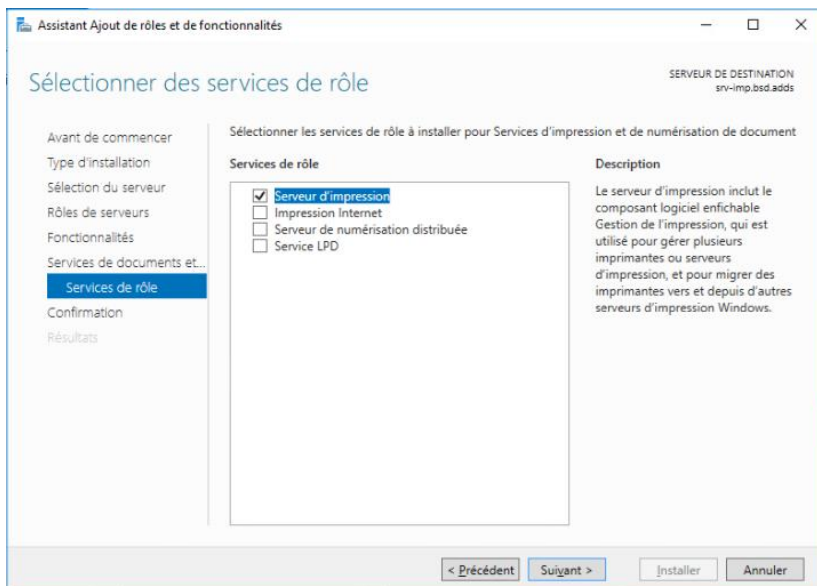 Assistant Ajout de rôles et de fonctionnalités
Sélectionner des services de rôle
SERVEUR DE DESTINATION
srv-imp.bsd.adds
Avant de commencer
Type d'installation
Sélection du serveur
Rôles de serveurs
Fonctionnalités
Services de documents et...
Services de rôle
Confirmation
Résultats
Sélectionner les services de rôle à installer pour Services d'impression et de numérisation de document
Services de rôle
Serveur d'impression
Impression Internet
Serveur de numérisation distribuée
Service LPD
Description
Le serveur d'impression inclut le
composant logiciel enfichable
Gestion de l'impression, qui est
utilisé pour gérer plusieurs
imprimantes ou serveurs
d'impression, et pour migrer des
imprimantes vers et depuis d'autres
serveurs d'impression Windows.
< Précédent
Suivant >
Installer
Annuler